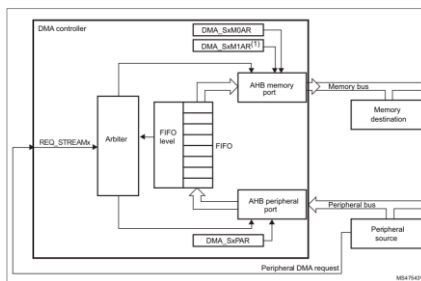 DMA controller
DMA_SxM0AR
DMA_SxM1AR(1)
AHB memory
port
Memory bus
Memory
destination
REQ_STREAMx
Arbiter
FIFO
level
FIFO
AHB peripheral
port
Peripheral bus
DMA_SxPAR
Peripheral
source
Peripheral DMA request